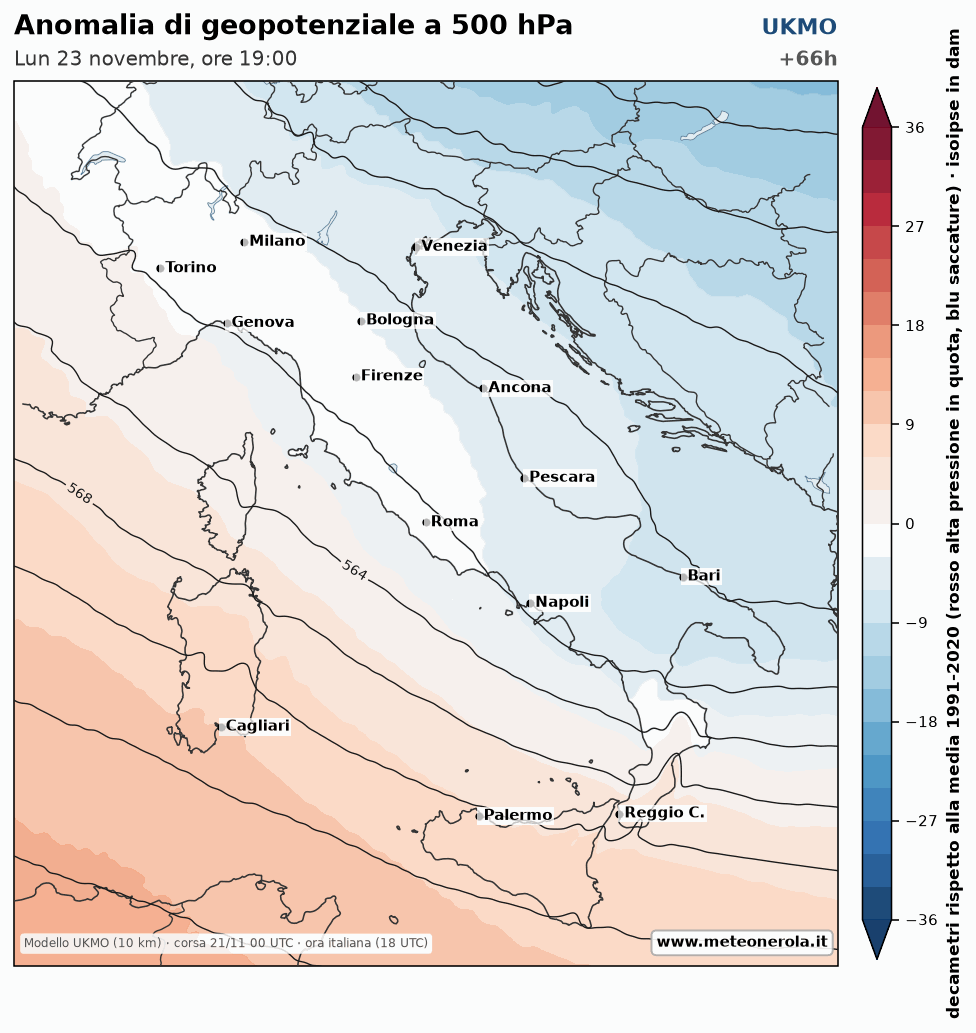 Anomalia di geopotenziale a 500 hPa
UKMO
Lun 23 novembre, ore 19:00
+66h
Milano
Venezia
Torino
Bologna
Genova
Firenze
Ancona
568
Pescara
Roma
564
Bari
Napoli
Cagliari
Palermo
Reggio C.
Modello UKMO (10 km) · corsa 21/11 00 UTC · ora italiana (18 UTC)
www.meteonerola.it
36
27
18
9
0
−9
−18
−27
−36
decametri rispetto alla media 1991-2020 (rosso alta pressione in quota, blu saccature) · isoipse in dam